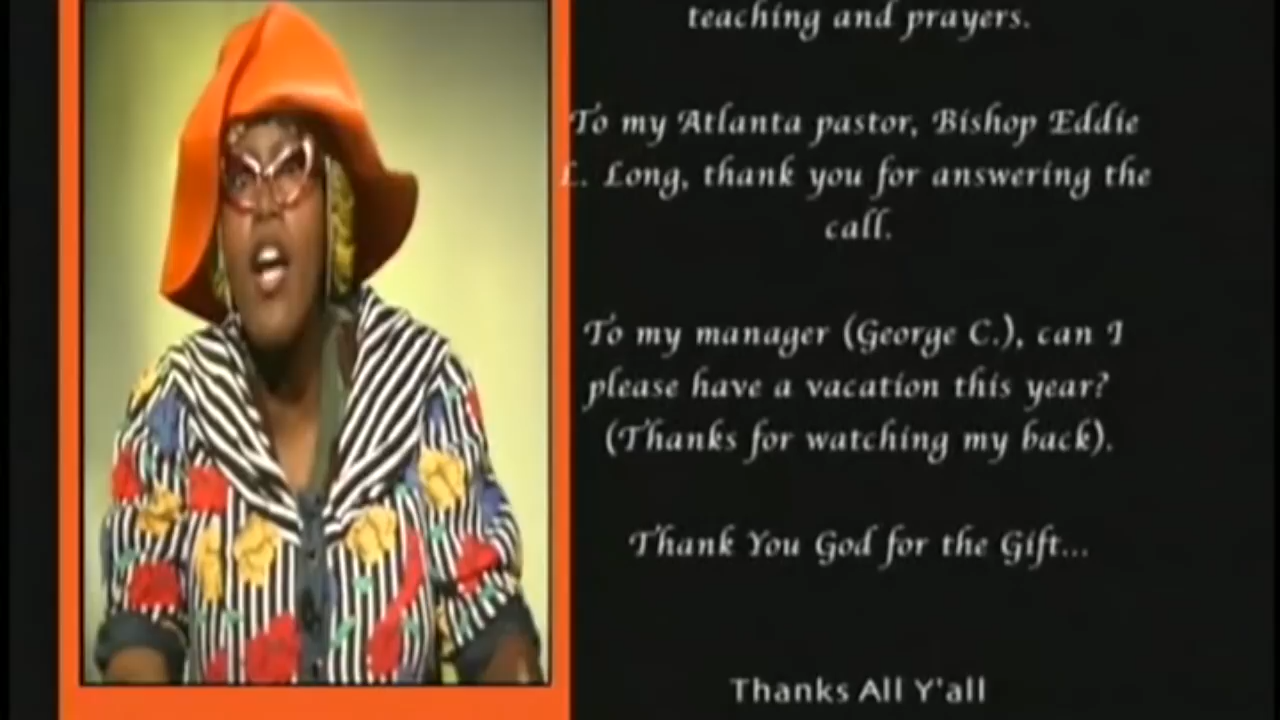 teaching and prayers.
To my Atlanta pastor, Bishop Eddie
L. Long, thank you for answering the
call.
To my manager (George C.), can I
please have a vacation this year?
(Thanks for watching my back).
Thank You God for the Gift...
Thanks All Y'all